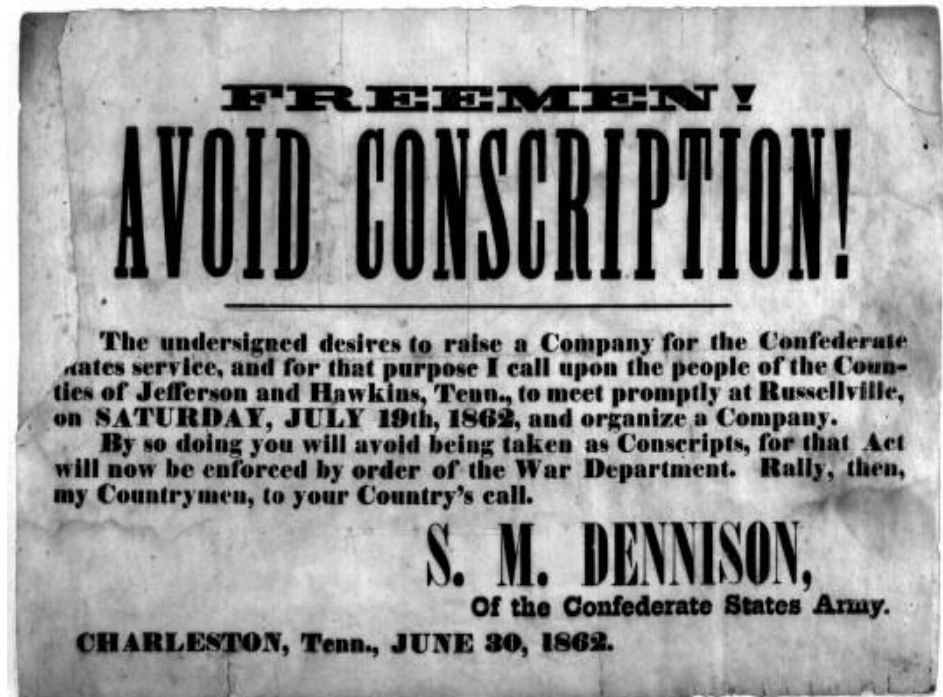 FREEMEN!
AVOID CONSCRIPTION!
The undersigned desires to raise a Company for the Confederate
tates service, and for that purpose I call upon the people of the Coun-
ties of Jefferson and Hawkins, Tenn., to meet promptly at Russellville,
on SATURDAY, JULY 19th, 1862, and organize a Company.
By so doing you will avoid being taken as Conscripts, for that Act
will now be enforced by order of the War Department. Rally, then,
my Countrymen, to your Country's call.
S. M. DENNISON,
Of the Confederate States Army.
CHARLESTON, Tenn., JUNE 30, 1862.